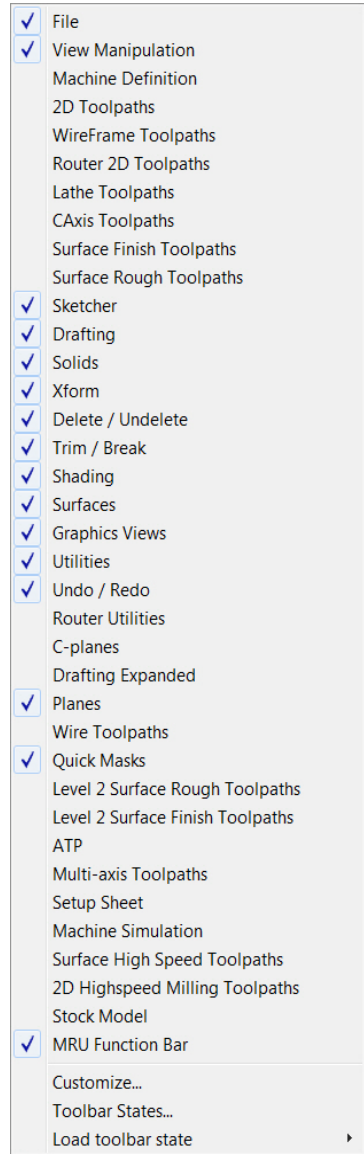 File
View Manipulation
Machine Definition
2D Toolpaths
WireFrame Toolpaths
Router 2D Toolpaths
Lathe Toolpaths
CAxis Toolpaths
Surface Finish Toolpaths
Surface Rough Toolpaths
Sketcher
Drafting
Solids
Xform
Delete / Undelete
Trim / Break
Shading
Surfaces
Graphics Views
Utilities
Undo / Redo
Router Utilities
C-planes
Drafting Expanded
Planes
Wire Toolpaths
Quick Masks
Level 2 Surface Rough Toolpaths
Level 2 Surface Finish Toolpaths
ATP
Multi-axis Toolpaths
Setup Sheet
Machine Simulation
Surface High Speed Toolpaths
2D Highspeed Milling Toolpaths
Stock Model
MRU Function Bar
Customize...
Toolbar States...
Load toolbar state